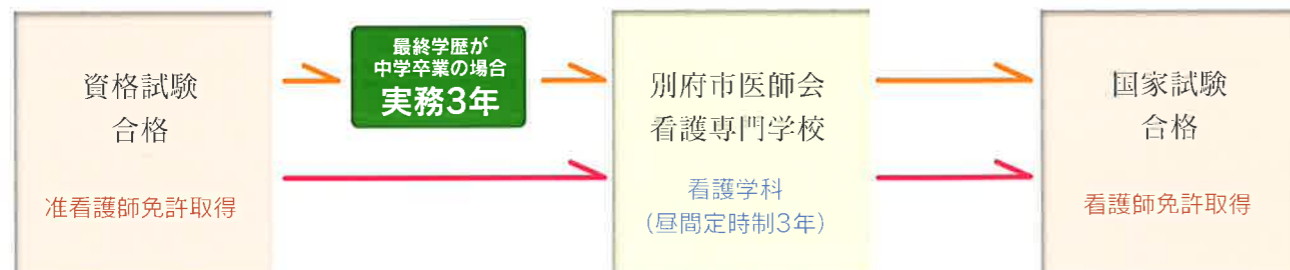 資格試験
合格
准看護師免許取得
最終学歴が
中学卒業の場合
実務3年
別府市医師会
看護専門学校
看護学科
(昼間定時制3年)
国家試験
合格
看護師免許取得